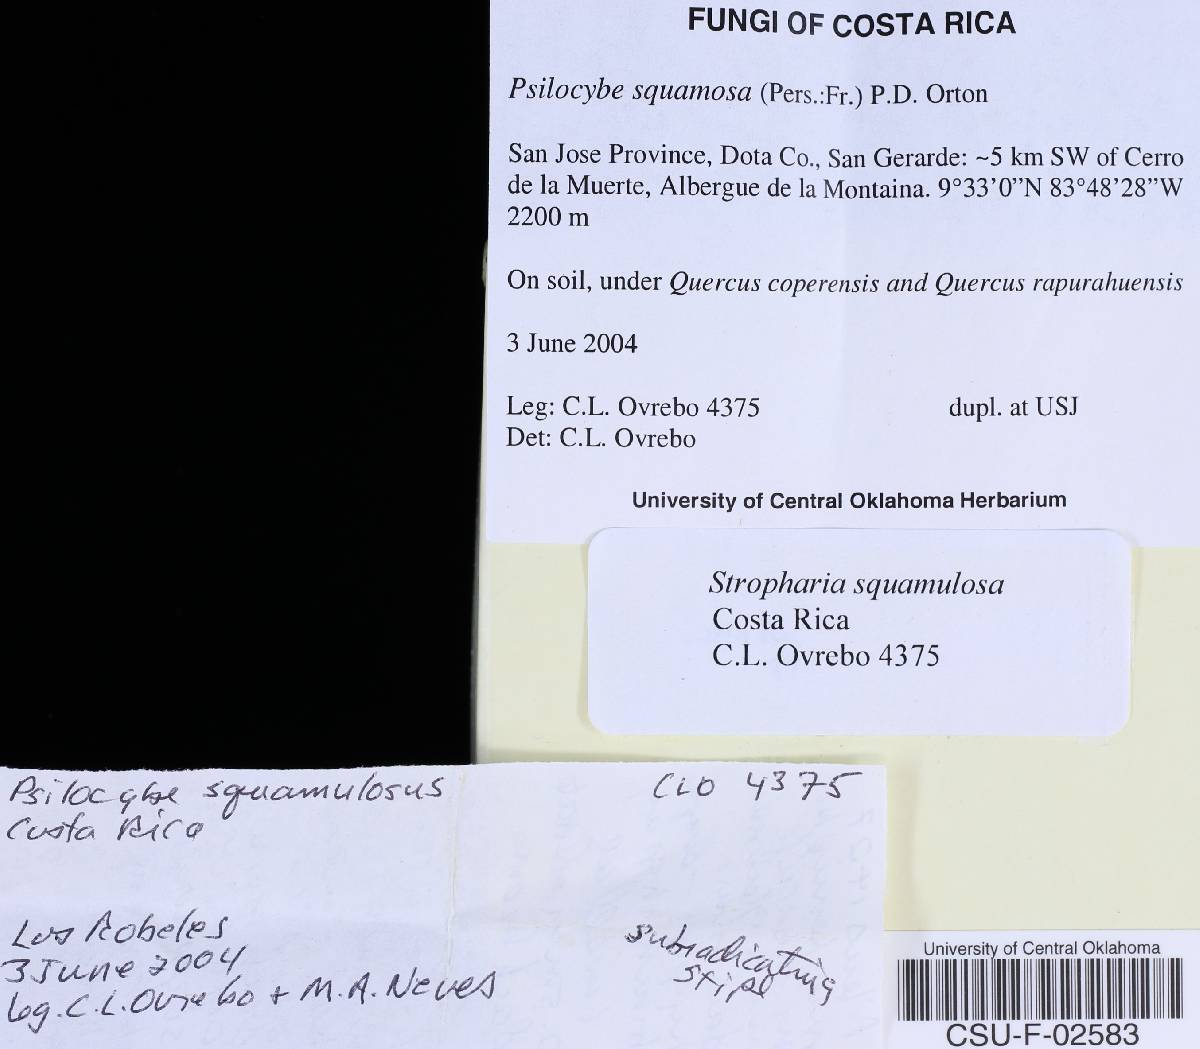 FUNGI OF COSTA RICA
Psilocybe squamosa (Pers.:Fr.) P.D. Orton
San Jose Province, Dota Co., San Gerarde: ~5 km SW of Cerro
de la Muerte, Albergue de la Montaina. 9°33’0”N 83°48’28”W
2200 m
On soil, under Quercus coperensis and Quercus rapurahuensis
3 June 2004
Leg: C.L. Ovrebo 4375 dupl. at USJ
Det: C.L. Ovrebo
University of Central Oklahoma Herbarium
Stropharia squamulosa
Costa Rica
C.L. Ovrebo 4375
Psilocybe squamulosus CLO 4375
Costa Rica
Los Robeles
3 June 2004
leg. C.L. Ovrebo + M.A. Neves
subradicating
stipe
University of Central Oklahoma
CSU-F-02583